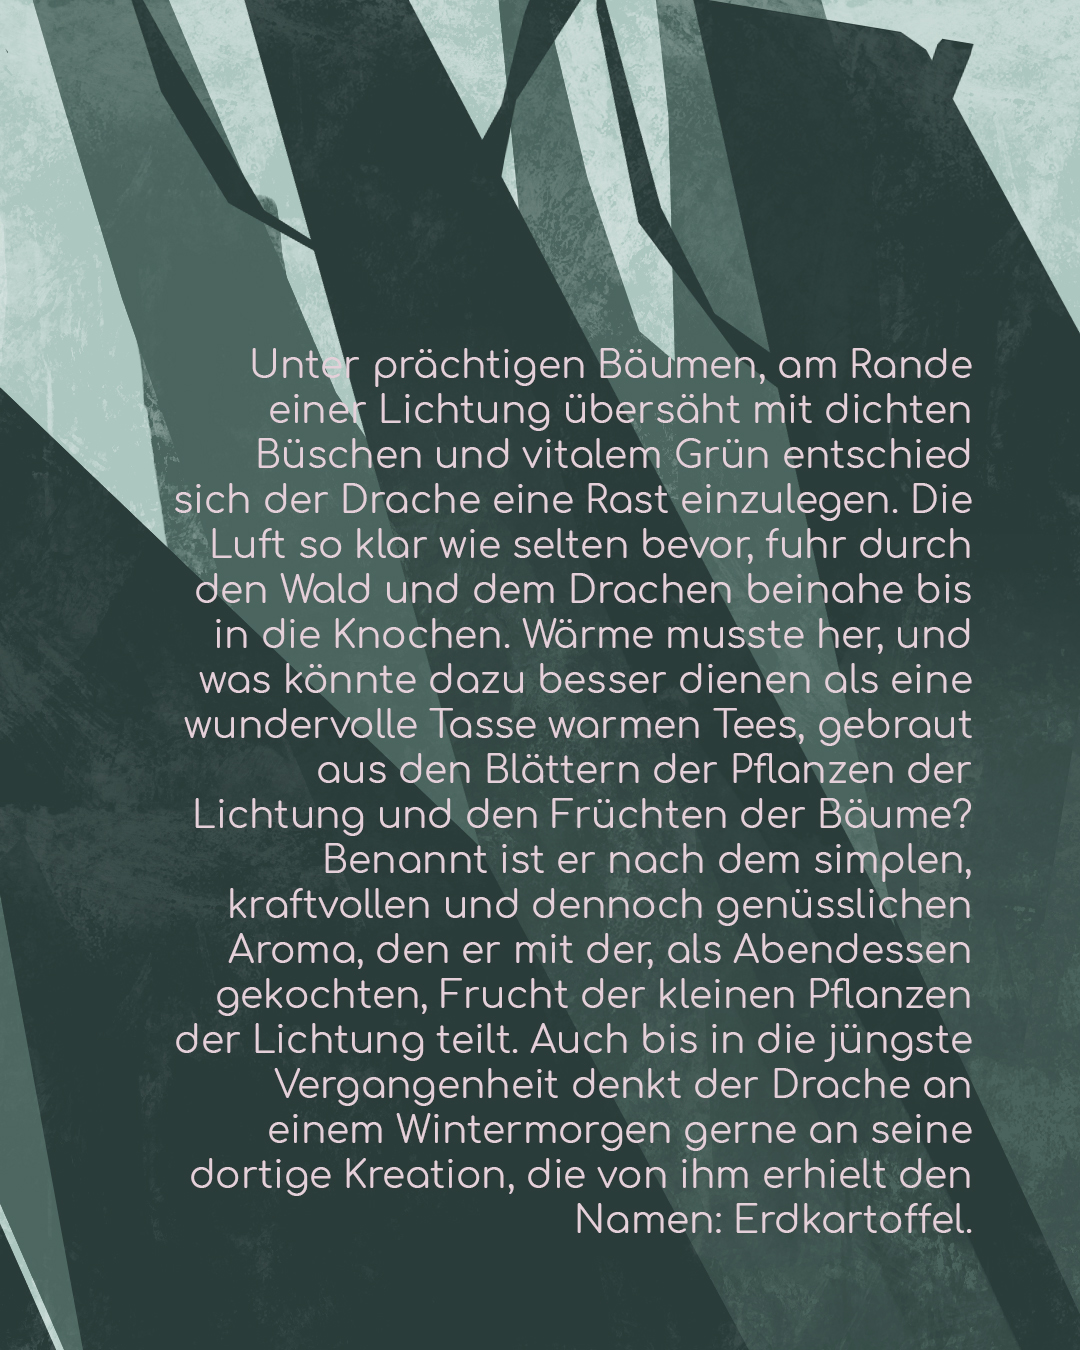 Unter prächtigen Bäumen, am Rande
einer Lichtung übersäht mit dichten
Büschen und vitalem Grün entschied
sich der Drache eine Rast einzulegen. Die
Luft so klar wie selten bevor, fuhr durch
den Wald und dem Drachen beinahe bis
in die Knochen. Wärme musste her, und
was könnte dazu besser dienen als eine
wundervolle Tasse warmen Tees, gebraut
aus den Blättern der Pflanzen der
Lichtung und den Früchten der Bäume?
Benannt ist er nach dem simplen,
kraftvollen und dennoch genüsslichen
Aroma, den er mit der, als Abendessen
gekochten, Frucht der kleinen Pflanzen
der Lichtung teilt. Auch bis in die jüngste
Vergangenheit denkt der Drache an
einem Wintermorgen gerne an seine
dortige Kreation, die von ihm erhielt den
Namen: Erdkartoffel.